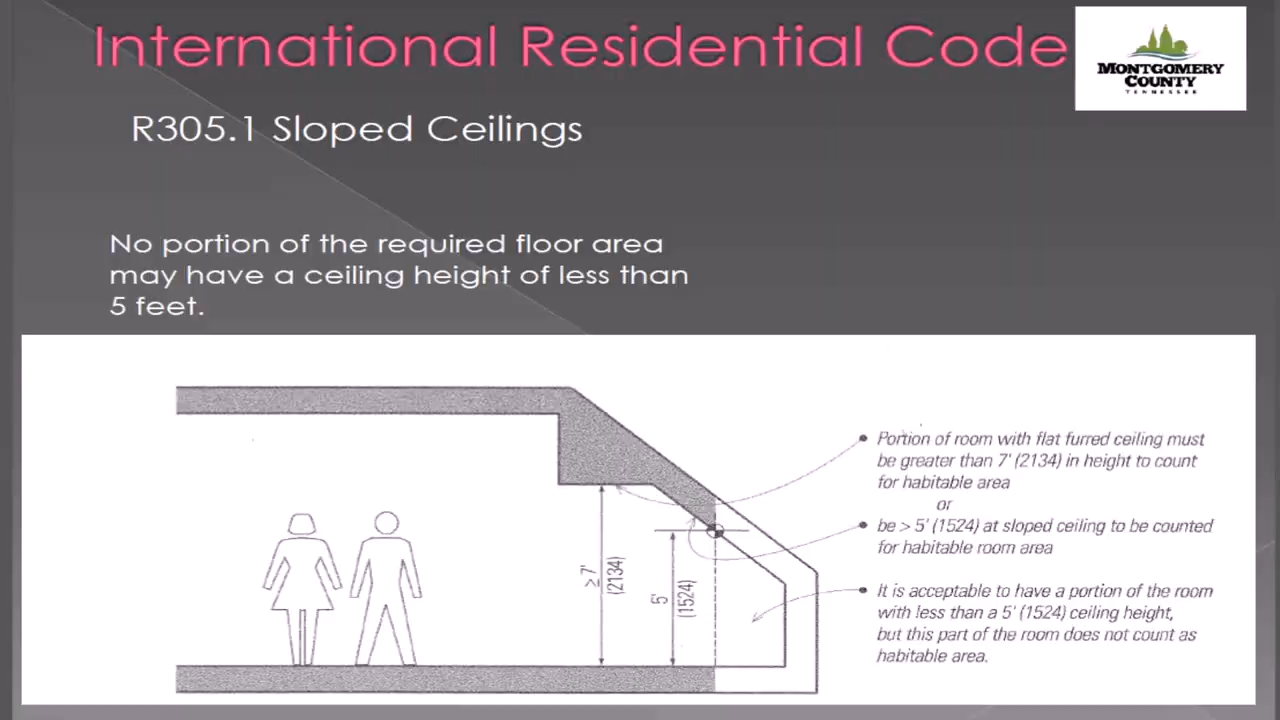 International Residential Code
MONTGOMERY
COUNTY
TENNESSEE
R305.1 Sloped Ceilings
No portion of the required floor area
may have a ceiling height of less than
5 feet.
Portion of room with flat furred ceiling must
be greater than 7' (2134) in height to count
for habitable area
or
be > 5' (1524) at sloped ceiling to be counted
for habitable room area
It is acceptable to have a portion of the room
with less than a 5' (1524) ceiling height,
but this part of the room does not count as
habitable area.
≥ 7'
(2134)
5'
(1524)